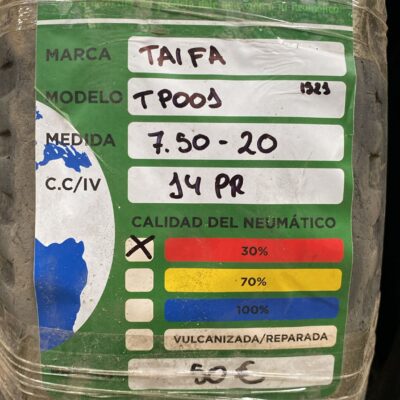 MARCA TAIFA
MODELO TP001 1323
MEDIDA 7.50-20
C.C/IV 14 PR
CALIDAD DEL NEUMÁTICO
X 30%
70%
100%
VULCANIZADA/REPARADA
50€